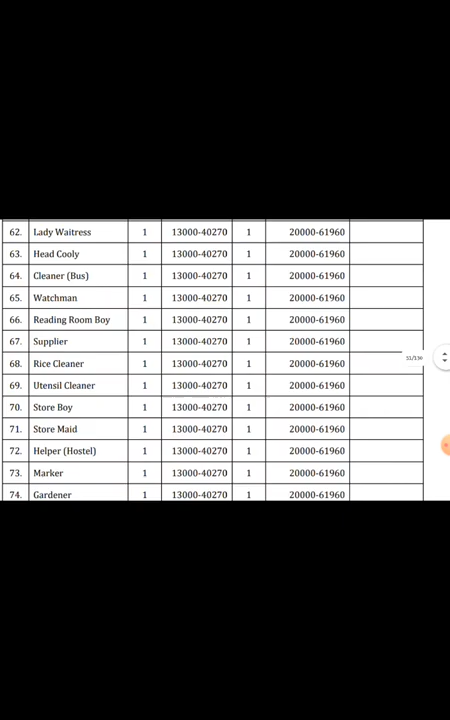 62. Lady Waitress 1 13000-40270 1 20000-61960
63. Head Cooly 1 13000-40270 1 20000-61960
64. Cleaner (Bus) 1 13000-40270 1 20000-61960
65. Watchman 1 13000-40270 1 20000-61960
66. Reading Room Boy 1 13000-40270 1 20000-61960
67. Supplier 1 13000-40270 1 20000-61960
51/136
68. Rice Cleaner 1 13000-40270 1 20000-61960
69. Utensil Cleaner 1 13000-40270 1 20000-61960
70. Store Boy 1 13000-40270 1 20000-61960
71. Store Maid 1 13000-40270 1 20000-61960
72. Helper (Hostel) 1 13000-40270 1 20000-61960
73. Marker 1 13000-40270 1 20000-61960
74. Gardener 1 13000-40270 1 20000-61960